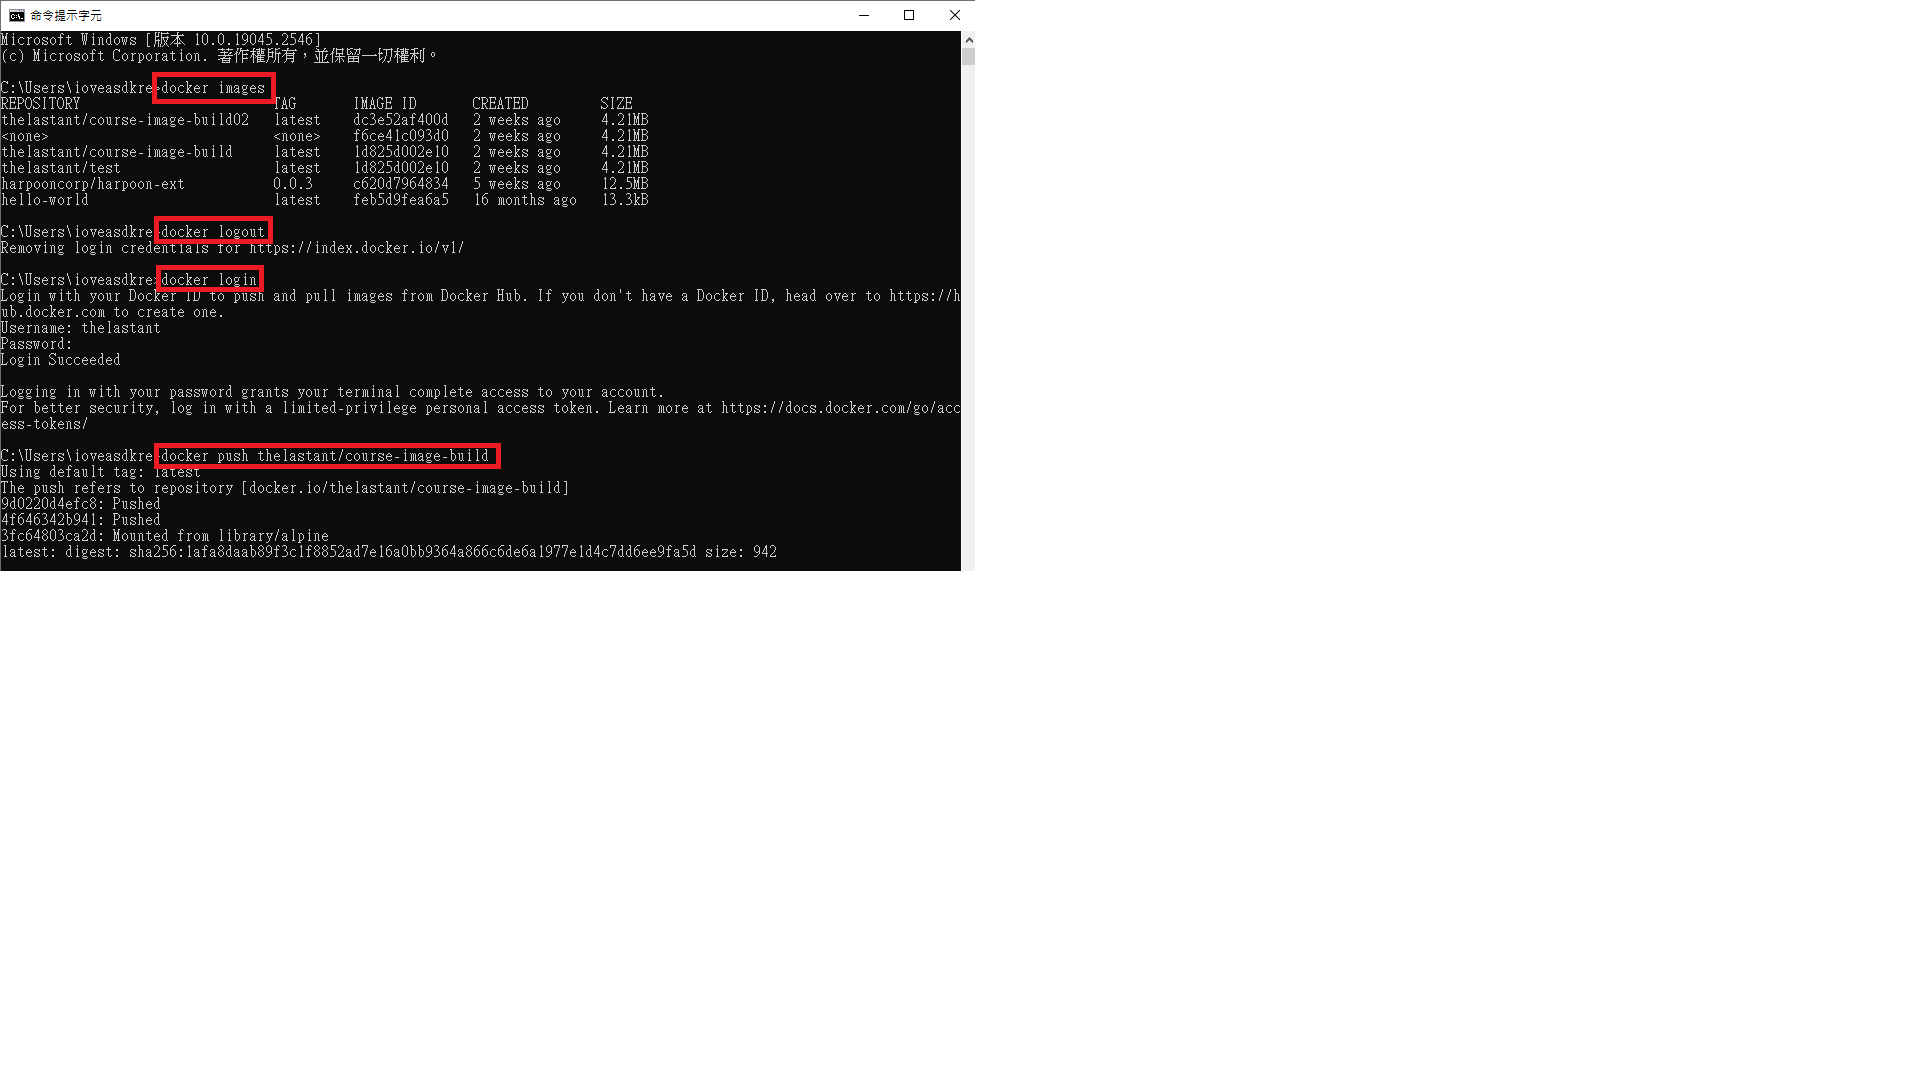 命令提示字元
Microsoft Windows [版本 10.0.19045.2546]
(c) Microsoft Corporation. 著作權所有，並保留一切權利。
C:\Users\ioveasdkre>docker images
REPOSITORY TAG IMAGE ID CREATED SIZE
thelastant/course-image-build02 latest dc3e52af400d 2 weeks ago 4.21MB
<none> <none> f6ce41c093d0 2 weeks ago 4.21MB
thelastant/course-image-build latest 1d825d002e10 2 weeks ago 4.21MB
thelastant/test latest 1d825d002e10 2 weeks ago 4.21MB
harpooncorp/harpoon-ext 0.0.3 c620d7964834 5 weeks ago 12.5MB
hello-world latest feb5d9fea6a5 16 months ago 13.3kB
C:\Users\ioveasdkre>docker logout
Removing login credentials for https://index.docker.io/v1/
C:\Users\ioveasdkre>docker login
Login with your Docker ID to push and pull images from Docker Hub. If you don't have a Docker ID, head over to https://h
ub.docker.com to create one.
Username: thelastant
Password:
Login Succeeded
Logging in with your password grants your terminal complete access to your account.
For better security, log in with a limited-privilege personal access token. Learn more at https://docs.docker.com/go/acc
ess-tokens/
C:\Users\ioveasdkre>docker push thelastant/course-image-build
Using default tag: latest
The push refers to repository [docker.io/thelastant/course-image-build]
9d0220d4efc8: Pushed
4f646342b941: Pushed
3fc64803ca2d: Mounted from library/alpine
latest: digest: sha256:1afa8daab89f3c1f8852ad7e16a0bb9364a866c6de6a1977e1d4c7dd6ee9fa5d size: 942